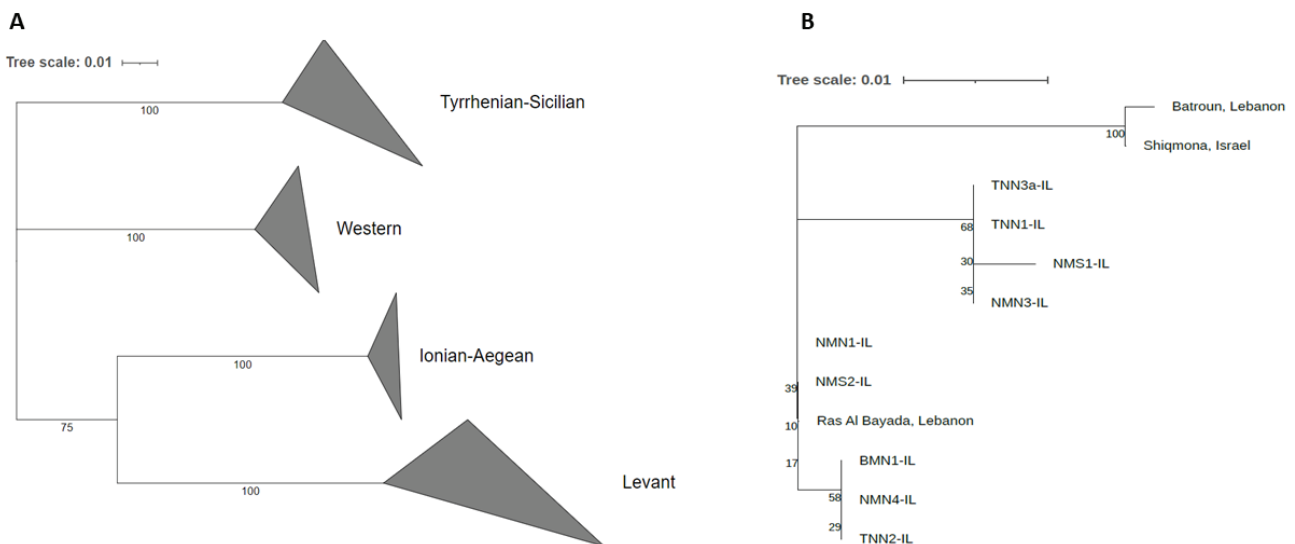 A
Tree scale: 0.01
100
Tyrrhenian-Sicilian
100
Western
100
Ionian-Aegean
75
100
Levant
B
Tree scale: 0.01
Batroun, Lebanon
100
Shiqmona, Israel
TNN3a-IL
TNN1-IL
68
30
NMS1-IL
35
NMN3-IL
NMN1-IL
NMS2-IL
39
Ras Al Bayada, Lebanon
10
17
BMN1-IL
58
NMN4-IL
29
TNN2-IL